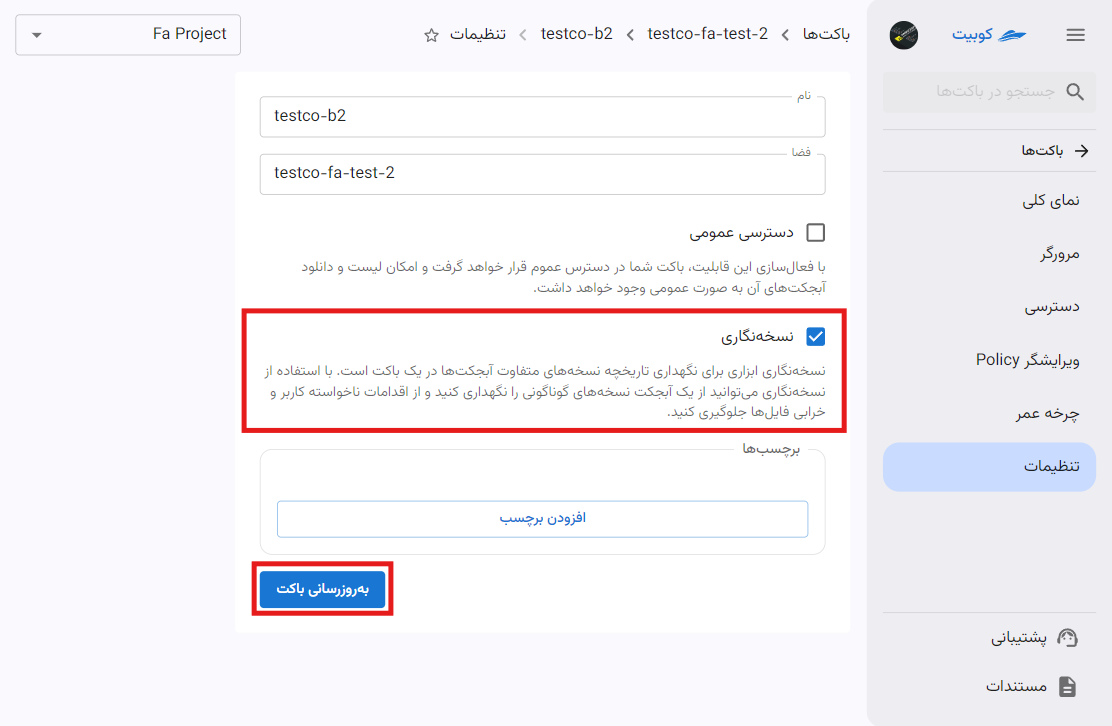 کوبیت
جستجو در باکت‌ها
باکت‌ها
نمای کلی
مرورگر
دسترسی
ویرایشگر Policy
چرخه عمر
تنظیمات
پشتیبانی
مستندات
باکت‌ها
testco-fa-test-2
testco-b2
تنظیمات
Fa Project
نام
testco-b2
فضا
testco-fa-test-2
دسترسی عمومی
با فعال‌سازی این قابلیت، باکت شما در دسترس عموم قرار خواهد گرفت و امکان لیست و دانلود
آبجکت‌های آن به صورت عمومی وجود خواهد داشت.
نسخه‌نگاری
نسخه‌نگاری ابزاری برای نگهداری تاریخچه نسخه‌های متفاوت آبجکت‌ها در یک باکت است. با استفاده از
نسخه‌نگاری می‌توانید از یک آبجکت نسخه‌های گوناگونی را نگهداری کنید و از اقدامات ناخواسته کاربر و
خرابی فایل‌ها جلوگیری کنید.
برچسب‌ها
افزودن برچسب
به‌روزرسانی باکت